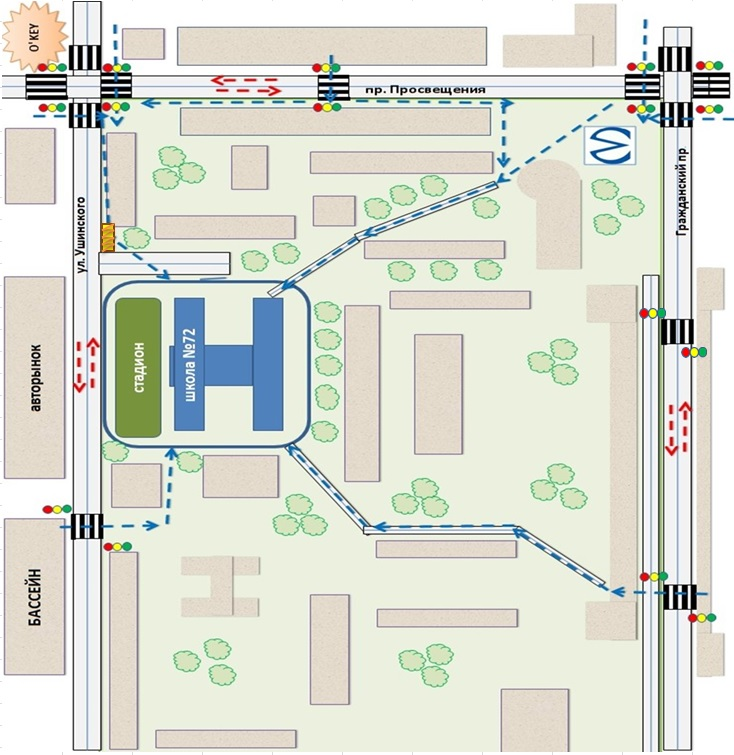 O'KEY
пр. Просвещения
Гражданский пр
ул. Ушинского
стадион
школа №72
авторынок
БАССЕЙН